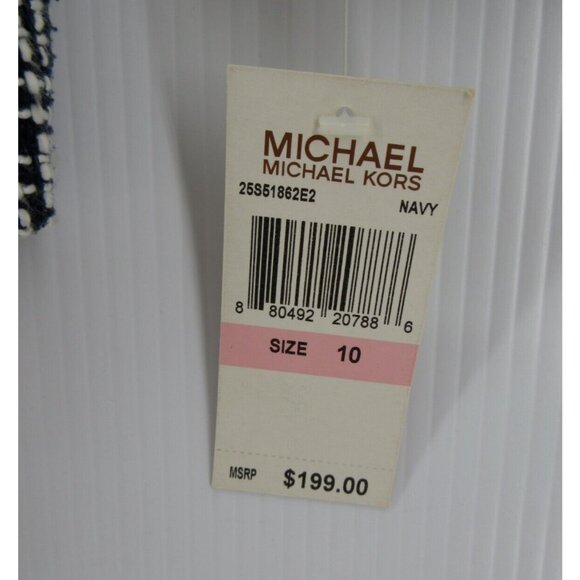 MICHAEL
MICHAEL KORS
25S51862E2 NAVY
8 80492 20788 6
SIZE 10
MSRP $199.00